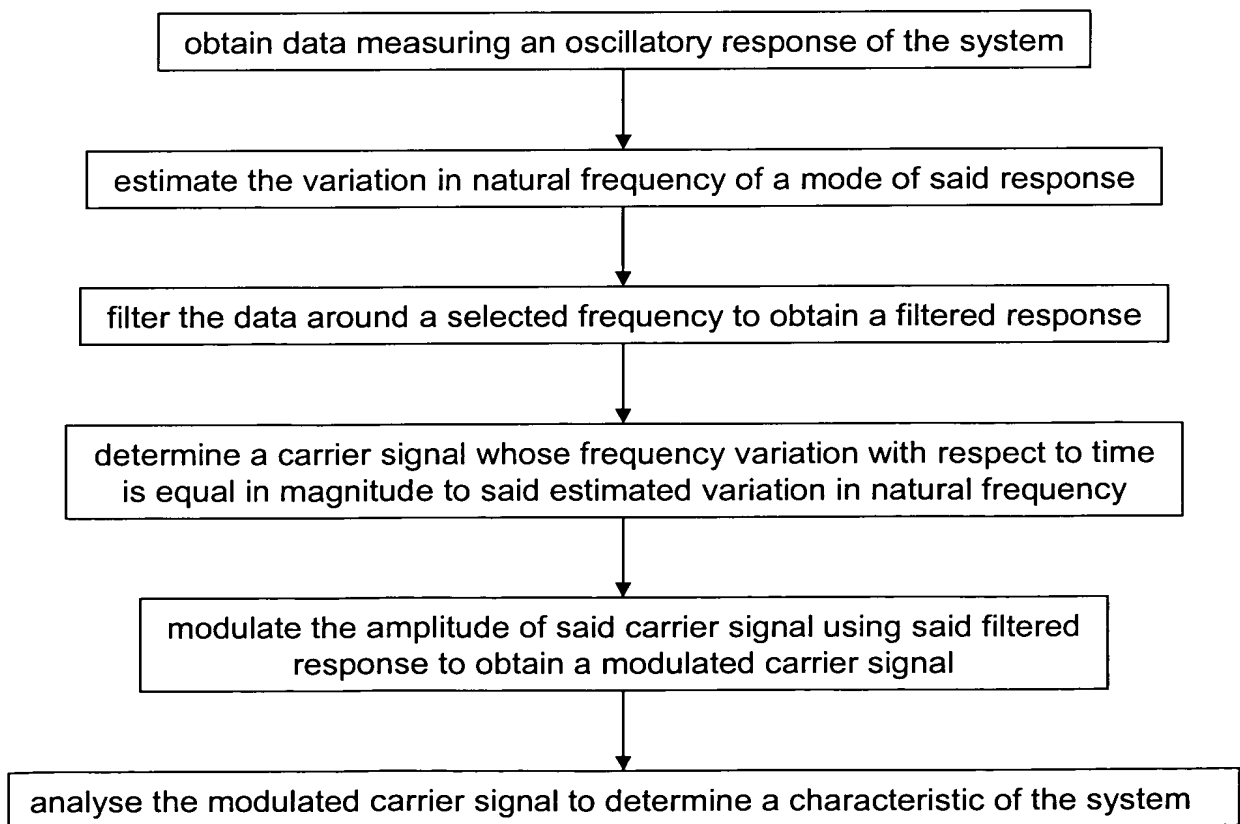 obtain data measuring an oscillatory response of the system
estimate the variation in natural frequency of a mode of said response
filter the data around a selected frequency to obtain a filtered response
determine a carrier signal whose frequency variation with respect to time
is equal in magnitude to said estimated variation in natural frequency
modulate the amplitude of said carrier signal using said filtered
response to obtain a modulated carrier signal
analyse the modulated carrier signal to determine a characteristic of the system